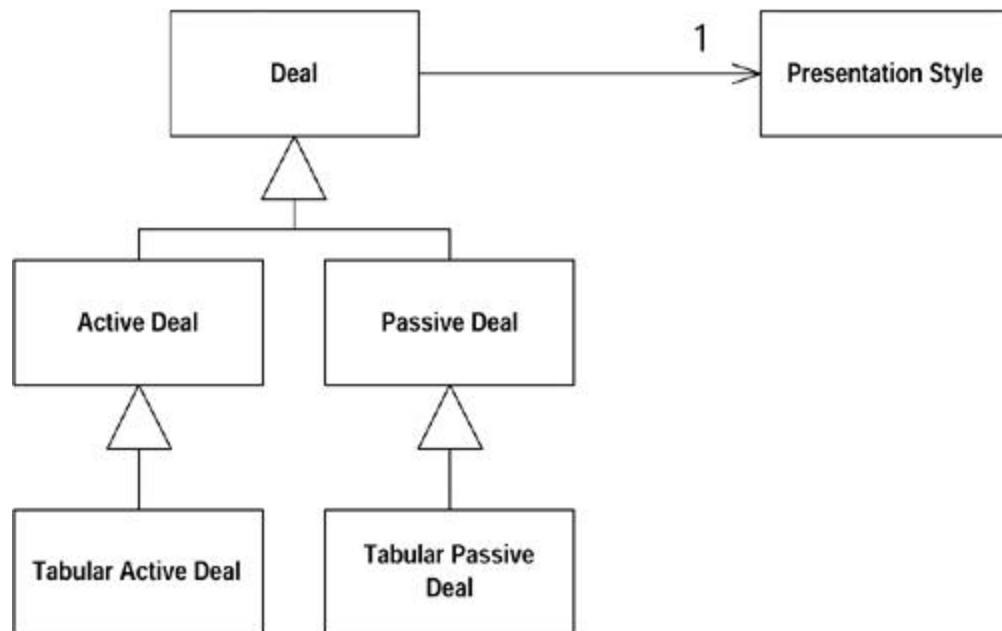 Deal
1
Presentation Style
Active Deal
Passive Deal
Tabular Active Deal
Tabular Passive
Deal